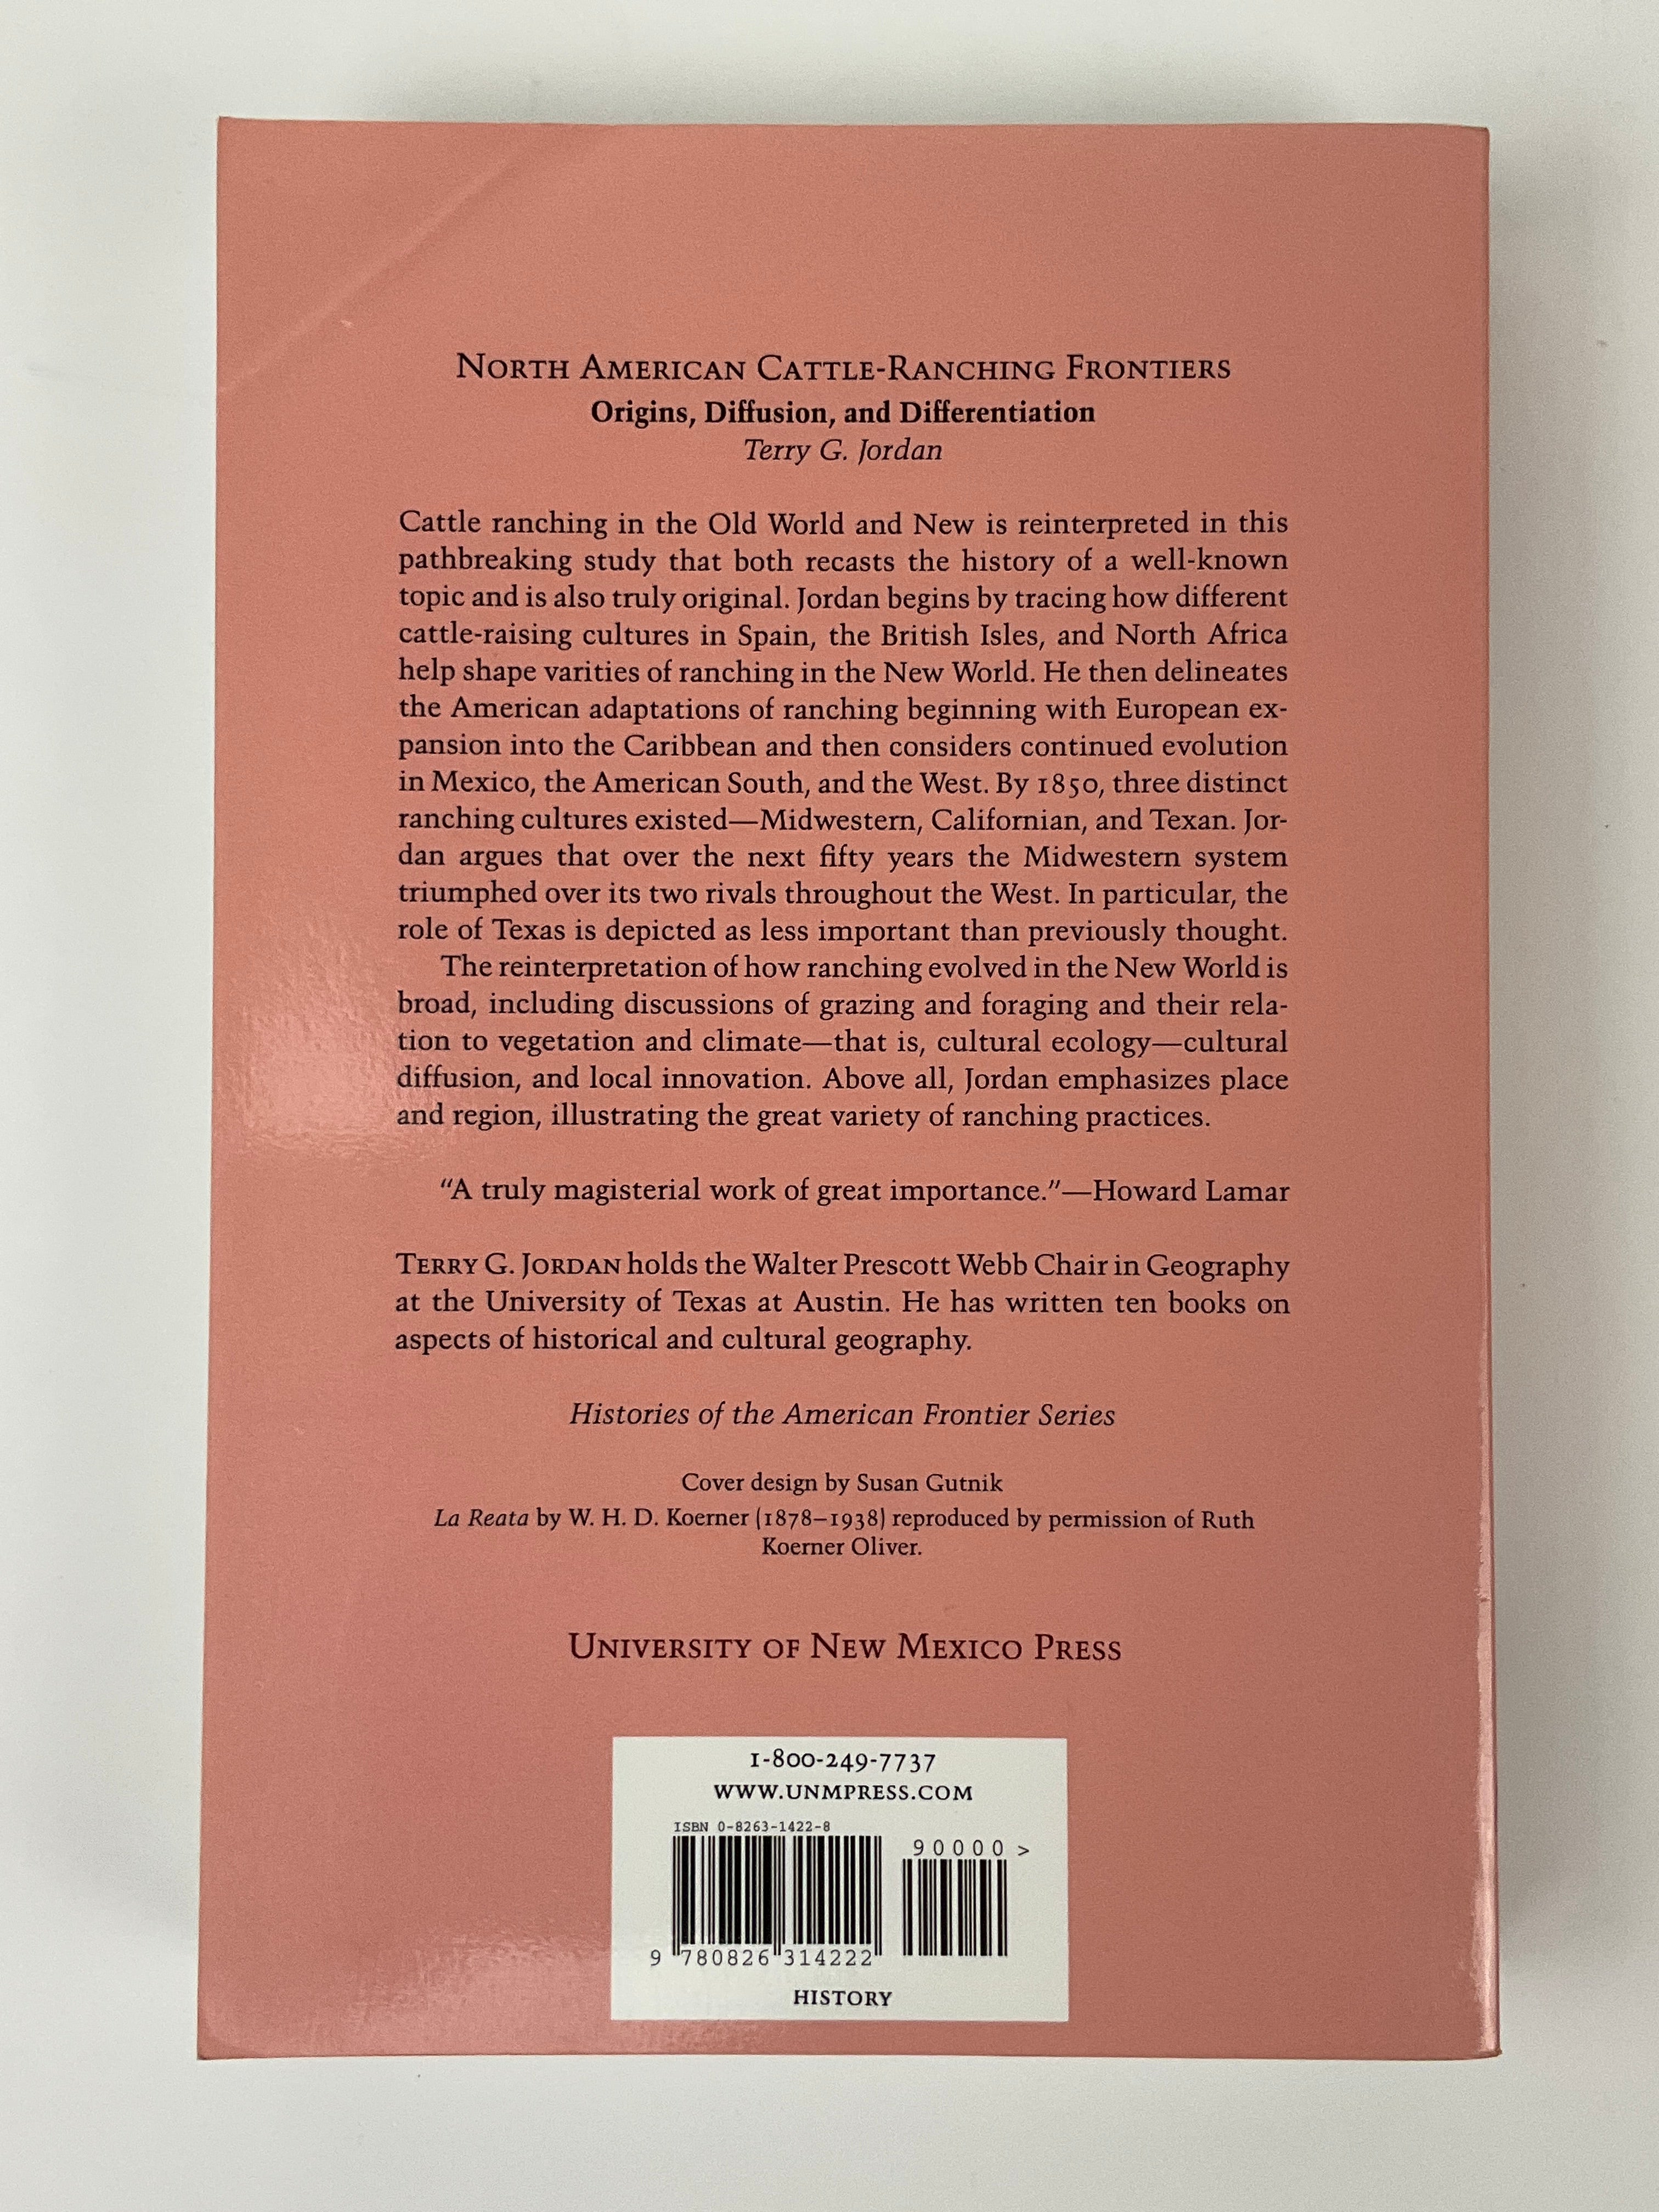 North American Cattle-Ranching Frontiers
Origins, Diffusion, and Differentiation
Terry G. Jordan
Cattle ranching in the Old World and New is reinterpreted in this
pathbreaking study that both recasts the history of a well-known
topic and is also truly original. Jordan begins by tracing how different
cattle-raising cultures in Spain, the British Isles, and North Africa
help shape varities of ranching in the New World. He then delineates
the American adaptations of ranching beginning with European ex-
pansion into the Caribbean and then considers continued evolution
in Mexico, the American South, and the West. By 1850, three distinct
ranching cultures existed—Midwestern, Californian, and Texan. Jor-
dan argues that over the next fifty years the Midwestern system
triumphed over its two rivals throughout the West. In particular, the
role of Texas is depicted as less important than previously thought.
The reinterpretation of how ranching evolved in the New World is
broad, including discussions of grazing and foraging and their rela-
tion to vegetation and climate—that is, cultural ecology—cultural
diffusion, and local innovation. Above all, Jordan emphasizes place
and region, illustrating the great variety of ranching practices.
“A truly magisterial work of great importance.”—Howard Lamar
Terry G. Jordan holds the Walter Prescott Webb Chair in Geography
at the University of Texas at Austin. He has written ten books on
aspects of historical and cultural geography.
Histories of the American Frontier Series
Cover design by Susan Gutnik
La Reata by W. H. D. Koerner (1878–1938) reproduced by permission of Ruth
Koerner Oliver.
University of New Mexico Press
1-800-249-7737
WWW.UNMPRESS.COM
ISBN 0-8263-1422-8
90000>
9 780826 314222
HISTORY